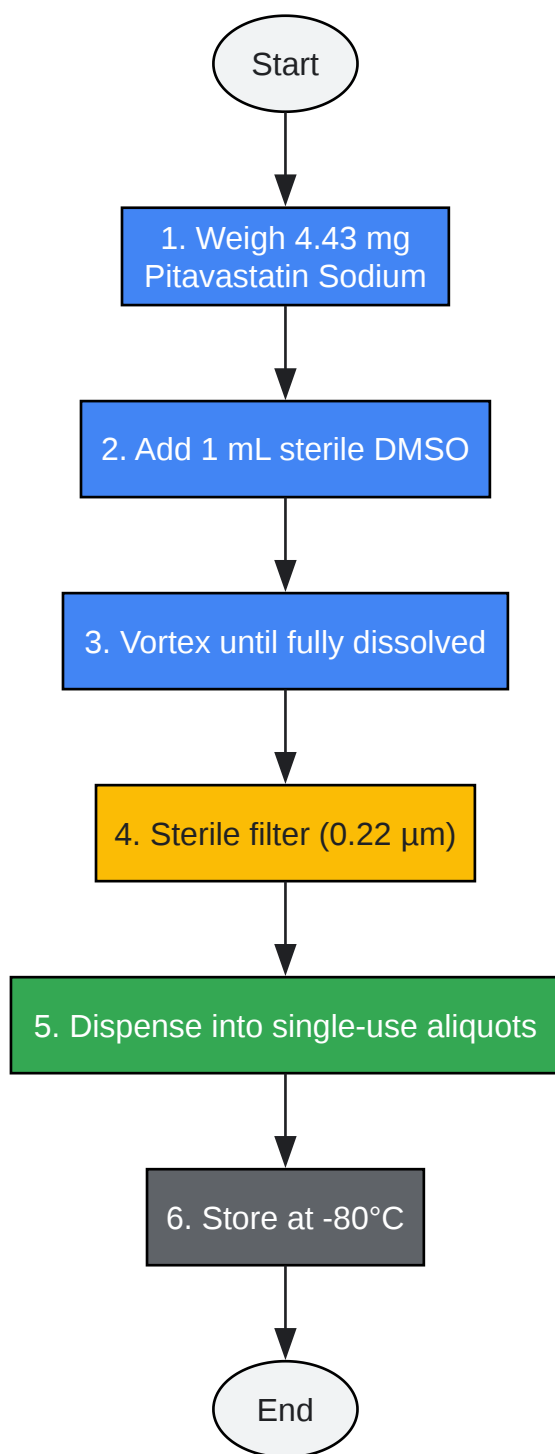 Start
1. Weigh 4.43 mg
Pitavastatin Sodium
2. Add 1 mL sterile DMSO
3. Vortex until fully dissolved
4. Sterile filter (0.22 µm)
5. Dispense into single-use aliquots
6. Store at -80°C
End